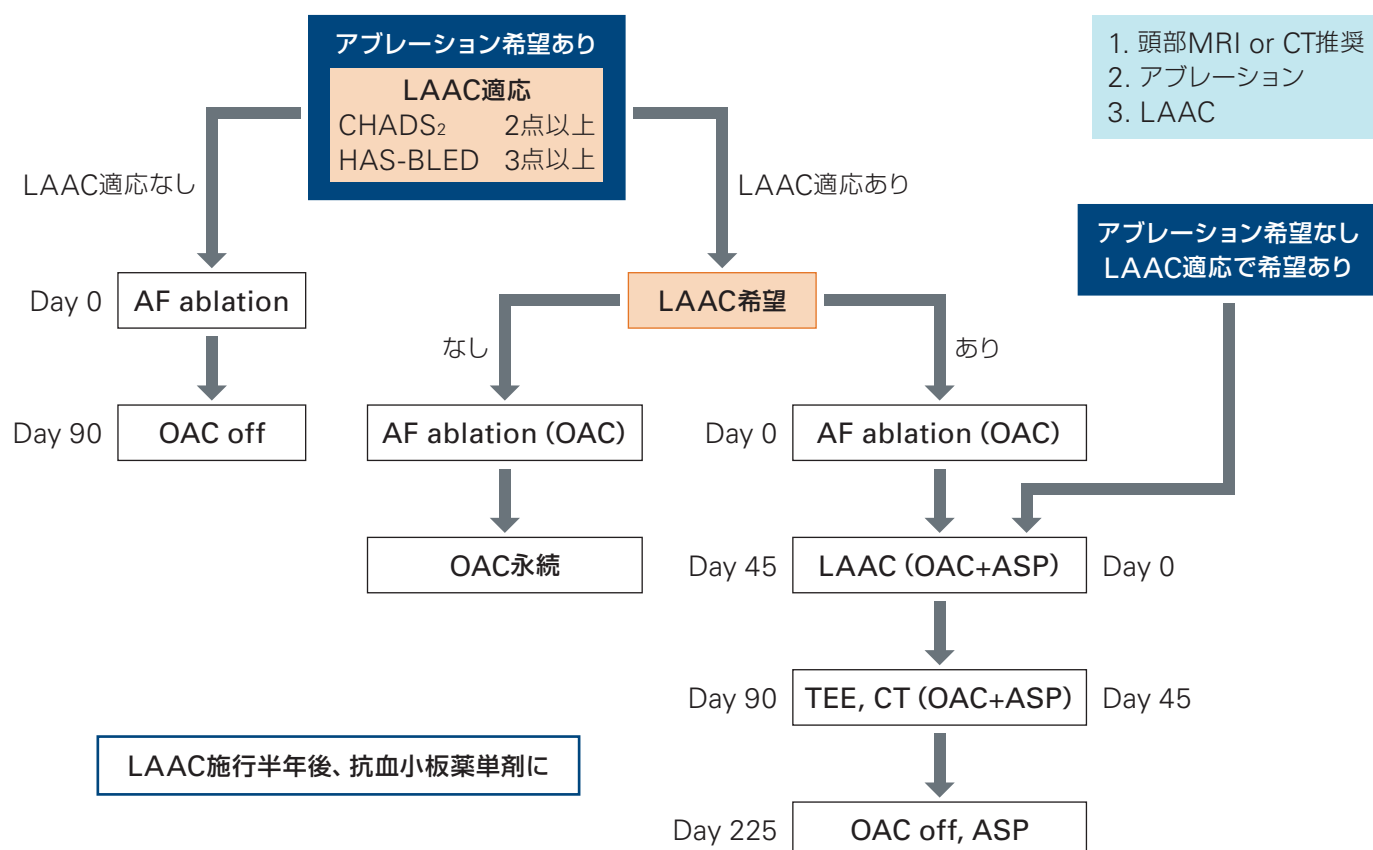 アブレーション希望あり
LAAC適応
CHADS₂ 2点以上
HAS-BLED 3点以上
1. 頭部MRI or CT推奨
2. アブレーション
3. LAAC
LAAC適応なし
LAAC適応あり
アブレーション希望なし
LAAC適応で希望あり
Day 0 AF ablation
LAAC希望
なし
あり
Day 90 OAC off
AF ablation (OAC)
Day 0 AF ablation (OAC)
OAC永続
Day 45 LAAC (OAC+ASP) Day 0
Day 90 TEE, CT (OAC+ASP) Day 45
LAAC施行半年後、抗血小板薬単剤に
Day 225 OAC off, ASP